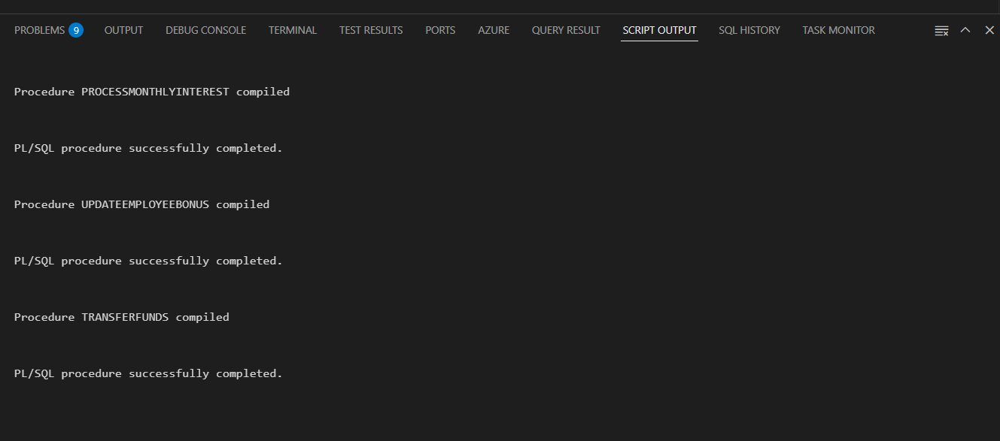 PROBLEMS 9 OUTPUT DEBUG CONSOLE TERMINAL TEST RESULTS PORTS AZURE QUERY RESULT SCRIPT OUTPUT SQL HISTORY TASK MONITOR
Procedure PROCESSMONTHLYINTEREST compiled
PL/SQL procedure successfully completed.
Procedure UPDATEEMPLOYEEBONUS compiled
PL/SQL procedure successfully completed.
Procedure TRANSFERFUNDS compiled
PL/SQL procedure successfully completed.